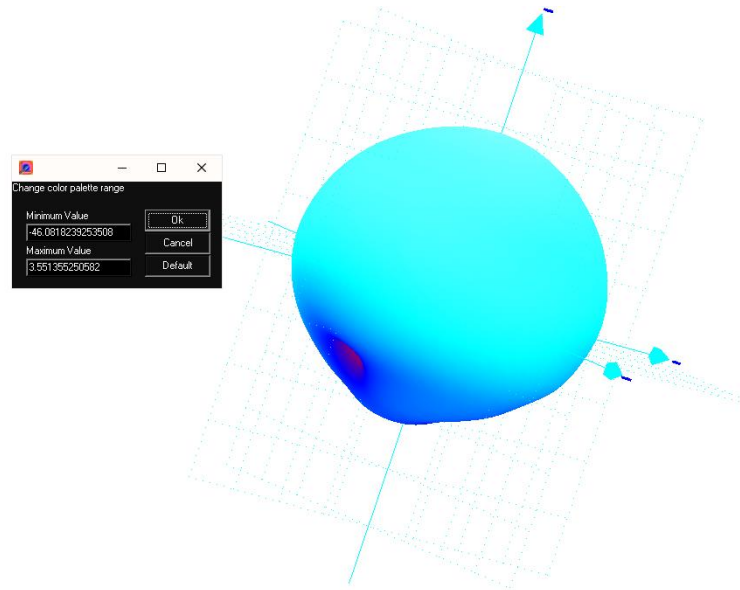 Change color palette range
Minimum Value
Ok
-46.0818239253508
Cancel
Maximum Value
3.551355250582
Default